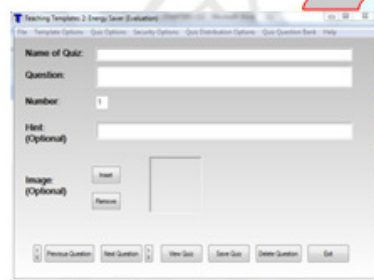 Teaching Templates 2: Energy Saver (Evaluation)
File Template Options Quiz Options Security Options Quiz Distribution Options Quiz Question Bank Help
Name of Quiz:
Question:
Number: 1
Hint:
(Optional)
Image:
(Optional)
Insert
Remove
Previous Question Next Question View Quiz Save Quiz Delete Question Exit